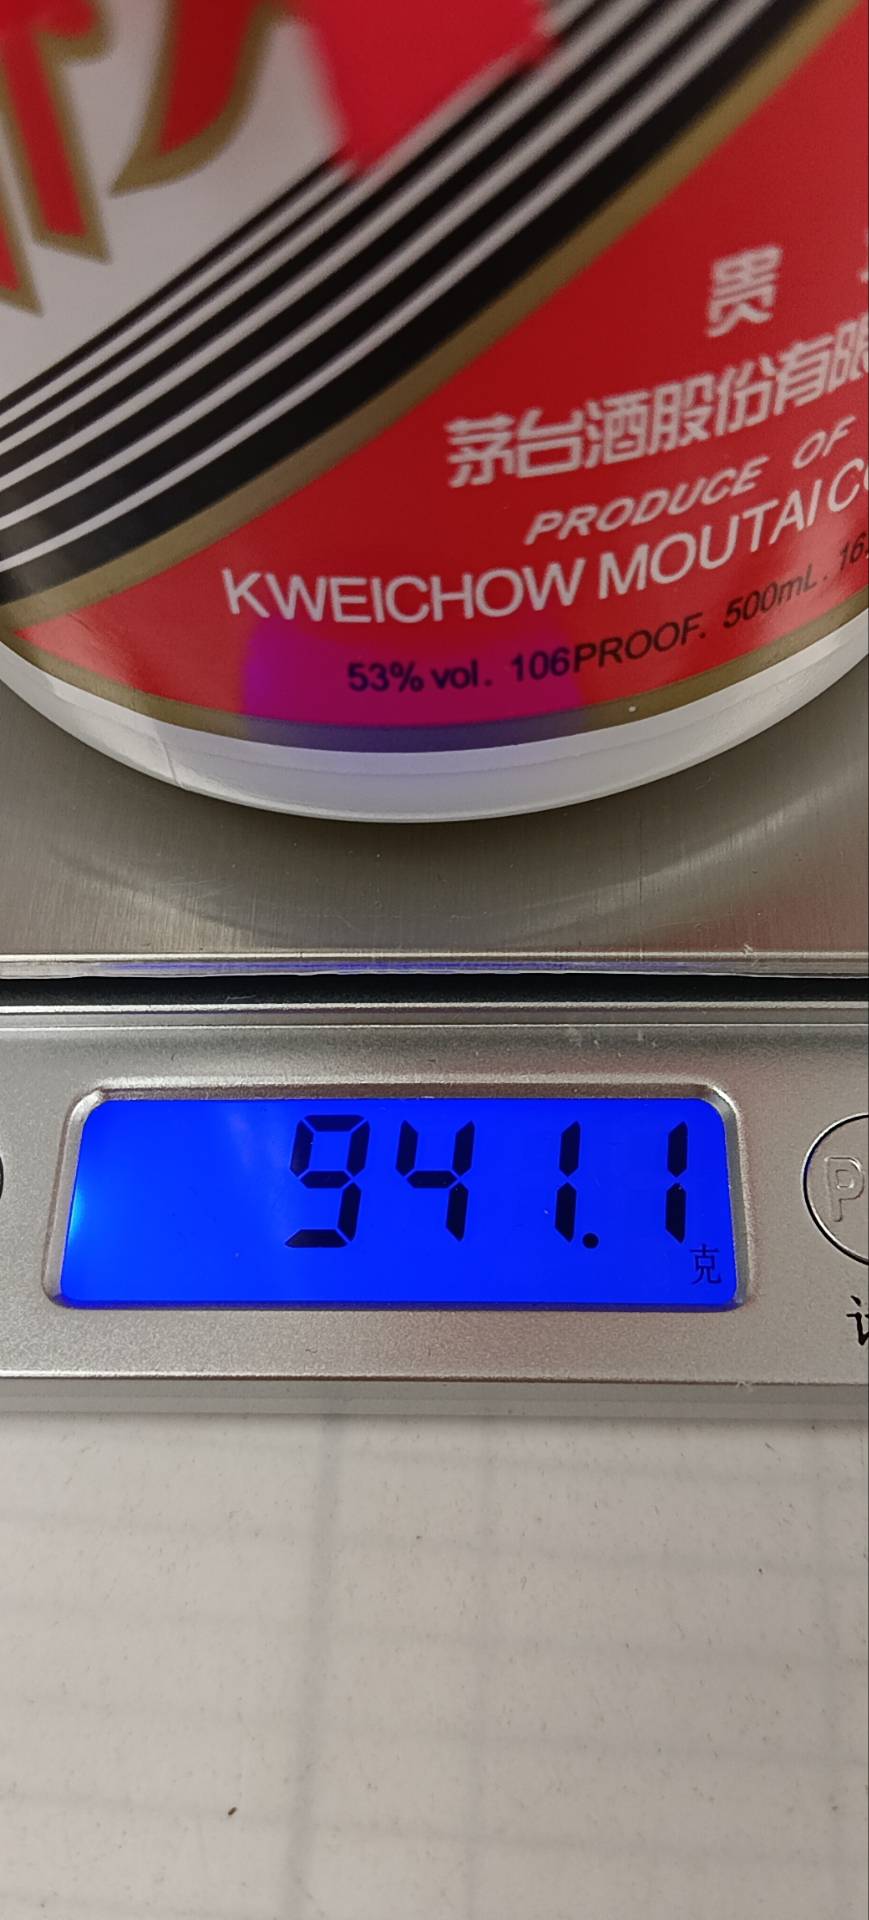 贵
茅台酒股份有限
PRODUCE OF
KWEICHOW MOUTAI C
53% vol. 106PROOF. 500mL. 16.
941.1
克
P